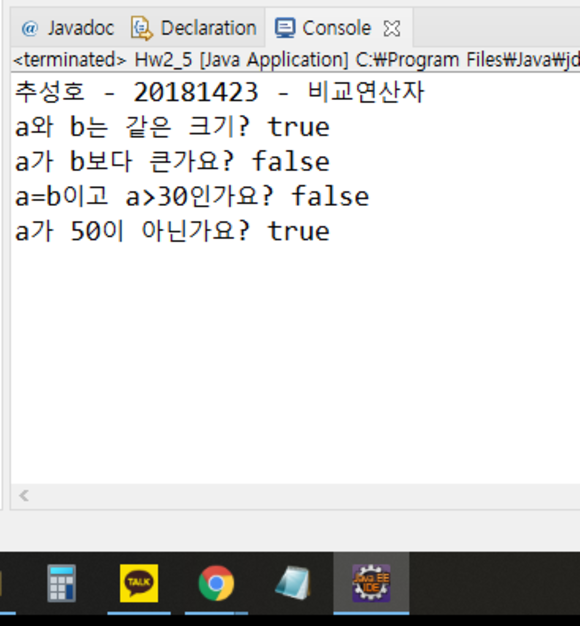 @ Javadoc Declaration Console
<terminated> Hw2_5 [Java Application] C:₩Program Files₩Java₩jd
추성호 - 20181423 - 비교연산자
a와 b는 같은 크기? true
a가 b보다 큰가요? false
a=b이고 a>30인가요? false
a가 50이 아닌가요? true
TALK
Java EE
IDE